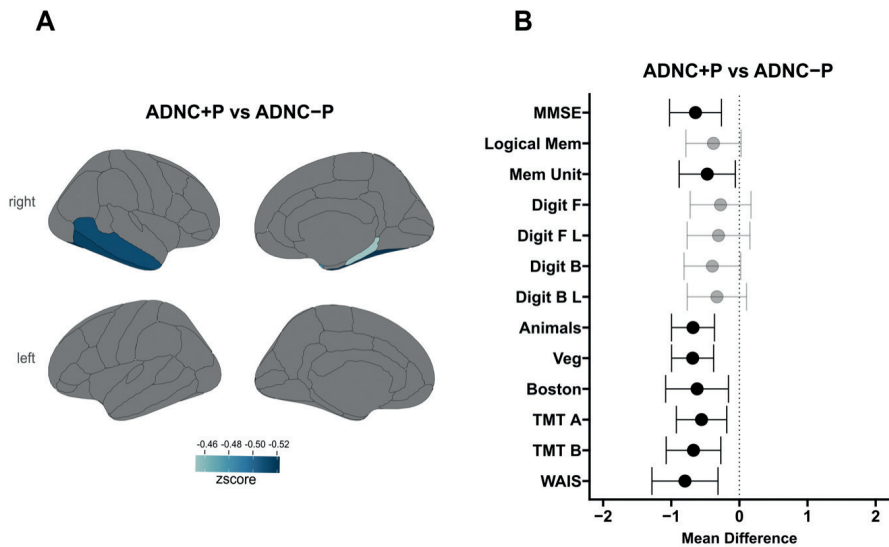 A
ADNC+P vs ADNC−P
right
left
-0.46 -0.48 -0.50 -0.52
zscore
B
ADNC+P vs ADNC−P
MMSE
Logical Mem
Mem Unit
Digit F
Digit F L
Digit B
Digit B L
Animals
Veg
Boston
TMT A
TMT B
WAIS
−2 −1 0 1 2
Mean Difference